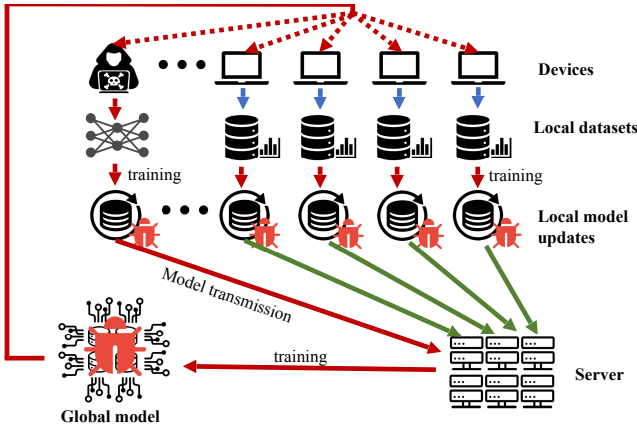 Devices
Local datasets
training
training
Local model
updates
Model transmission
training
Server
Global model